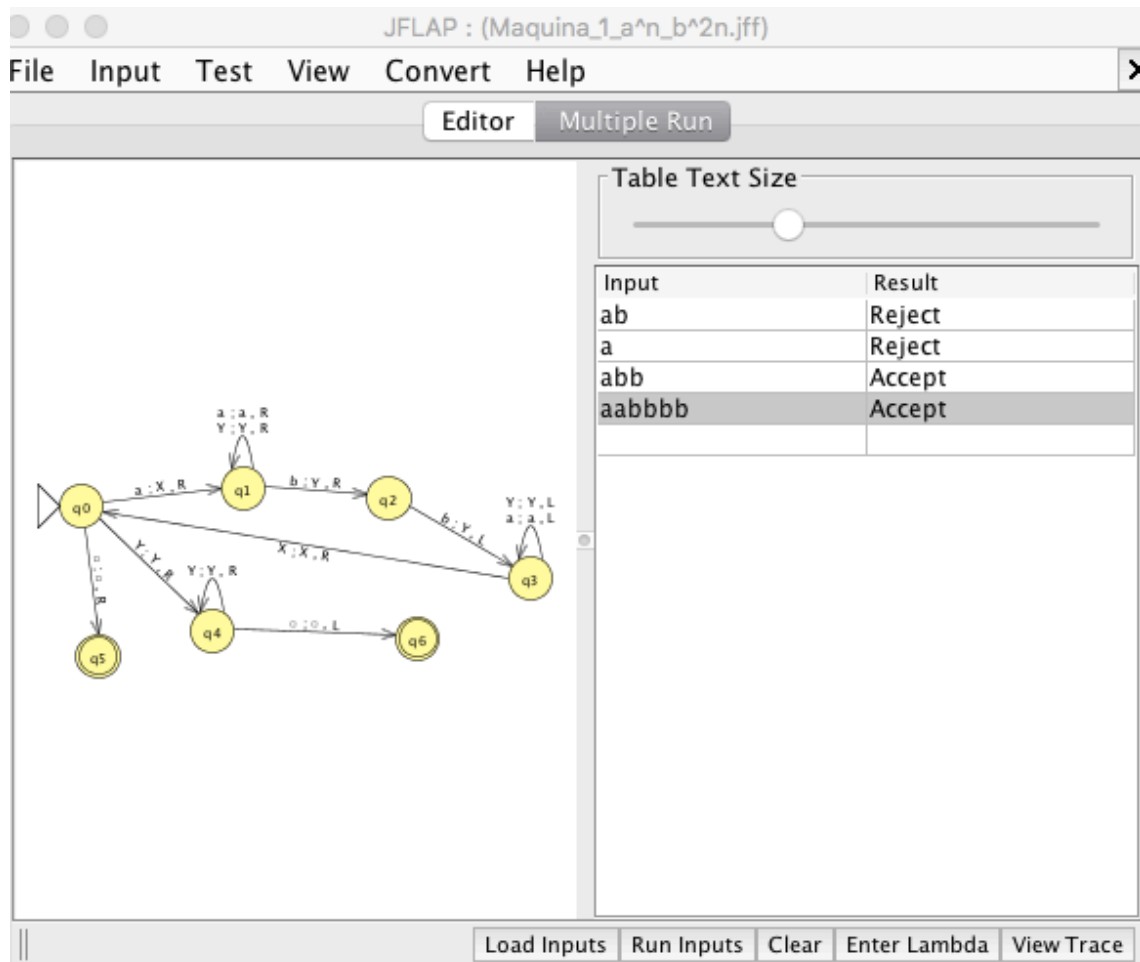 JFLAP : (Maquina_1_a^n_b^2n.jff)
File Input Test View Convert Help
Editor Multiple Run
Table Text Size
Input Result
ab Reject
a Reject
abb Accept
aabbbb Accept
a ; a , R
Y ; Y , R
q0
a ; X , R
q1
b ; Y , R
q2
b ; Y , L
Y ; Y , L
a ; a , L
q3
X ; X , R
Y ; Y , R
Y ; Y , R
□ ; □ , R
q4
□ ; □ , L
q6
q5
Load Inputs Run Inputs Clear Enter Lambda View Trace